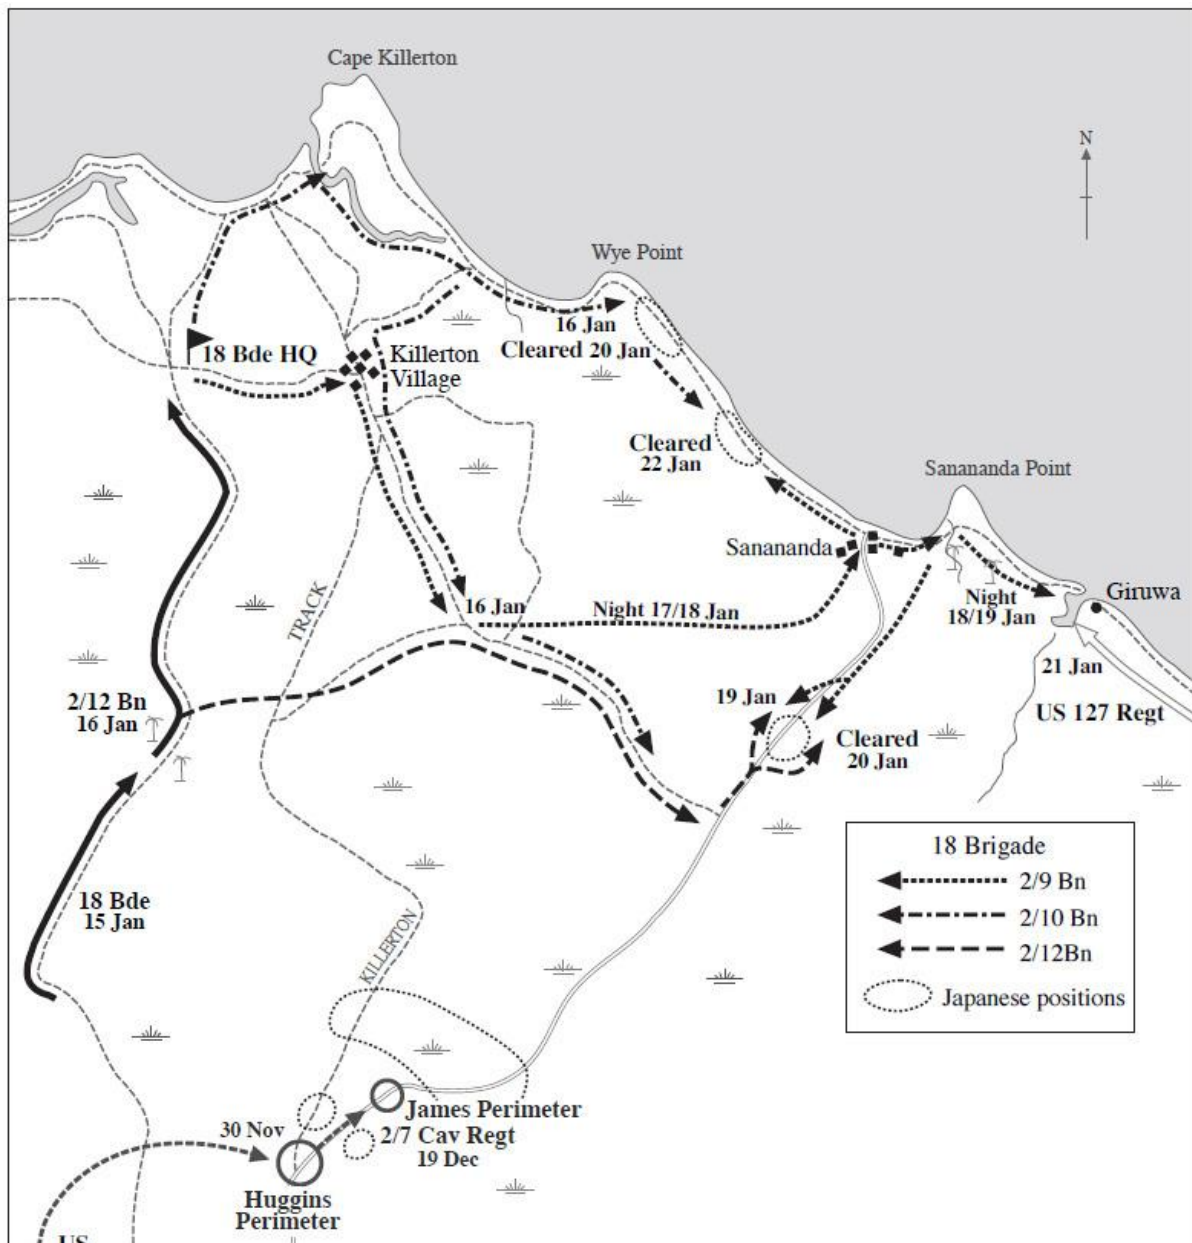 Cape Killerton
N
Wye Point
16 Jan
Cleared 20 Jan
18 Bde HQ
Killerton
Village
Cleared
22 Jan
Sanananda Point
Sanananda
TRACK
16 Jan
Night 17/18 Jan
Night
18/19 Jan
Giruwa
21 Jan
US 127 Regt
2/12 Bn
16 Jan
19 Jan
Cleared
20 Jan
18 Bde
15 Jan
KILLERTON
18 Brigade
2/9 Bn
2/10 Bn
2/12Bn
Japanese positions
James Perimeter
2/7 Cav Regt
19 Dec
30 Nov
Huggins
Perimeter
US